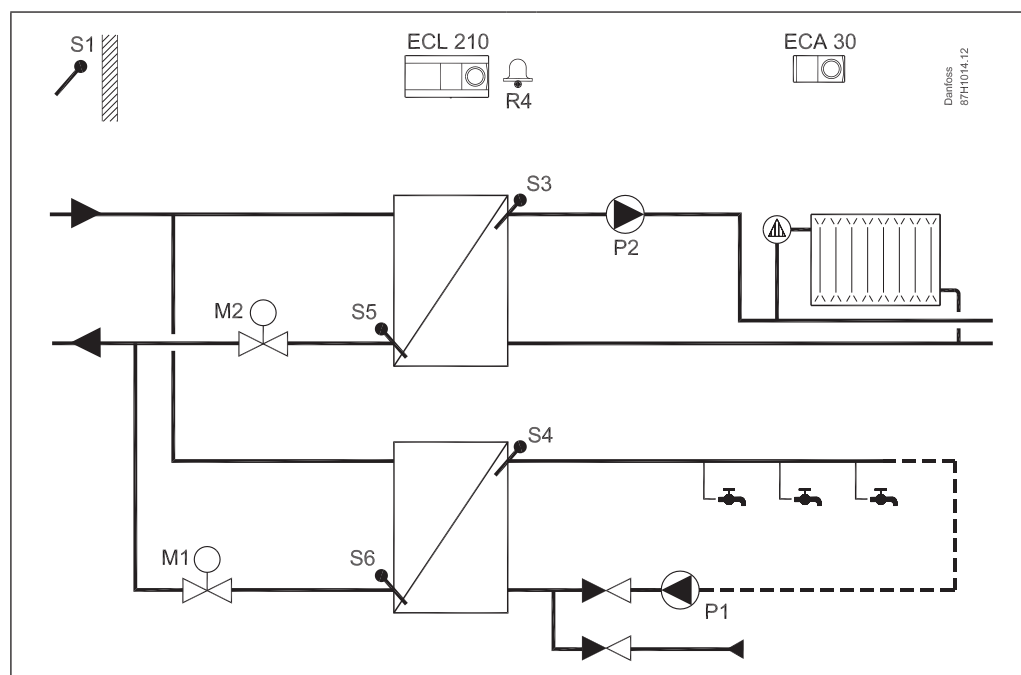 S1
ECL 210
R4
ECA 30
Danfoss
87H1014.12
S3
P2
M2
S5
S4
M1
S6
P1